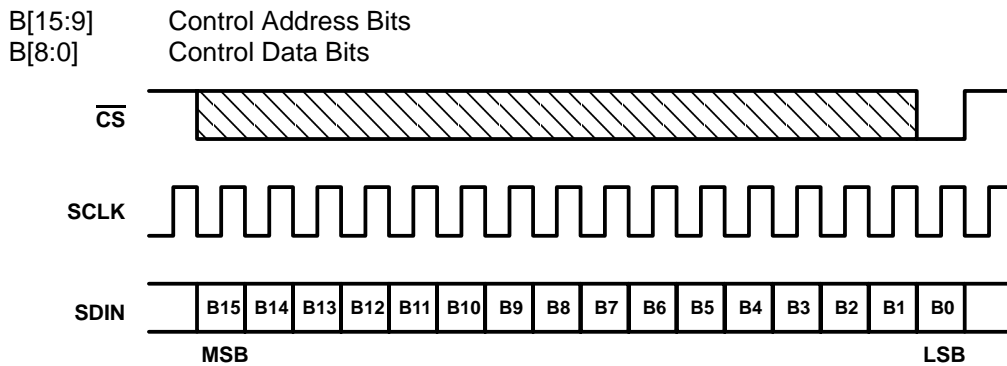 B[15:9] Control Address Bits
B[8:0] Control Data Bits
CS
SCLK
SDIN B15 B14 B13 B12 B11 B10 B9 B8 B7 B6 B5 B4 B3 B2 B1 B0
MSB LSB